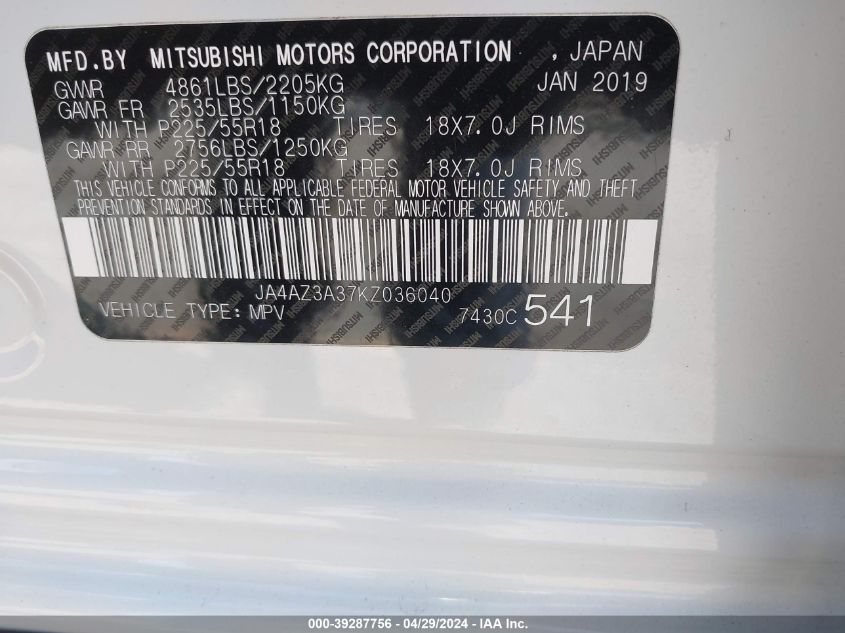 MFD.BY MITSUBISHI MOTORS CORPORATION , JAPAN
GVWR 4861LBS/2205KG JAN 2019
GAWR FR 2535LBS/1150KG
WITH P225/55R18 TIRES 18X7.0J RIMS
GAWR RR 2756LBS/1250KG
WITH P225/55R18 TIRES 18X7.0J RIMS
THIS VEHICLE CONFORMS TO ALL APPLICABLE FEDERAL MOTOR VEHICLE SAFETY AND THEFT
PREVENTION STANDARDS IN EFFECT ON THE DATE OF MANUFACTURE SHOWN ABOVE.
JA4AZ3A37KZ036040
VEHICLE TYPE: MPV 7430C 541
000-39287756 - 04/29/2024 - IAA Inc.